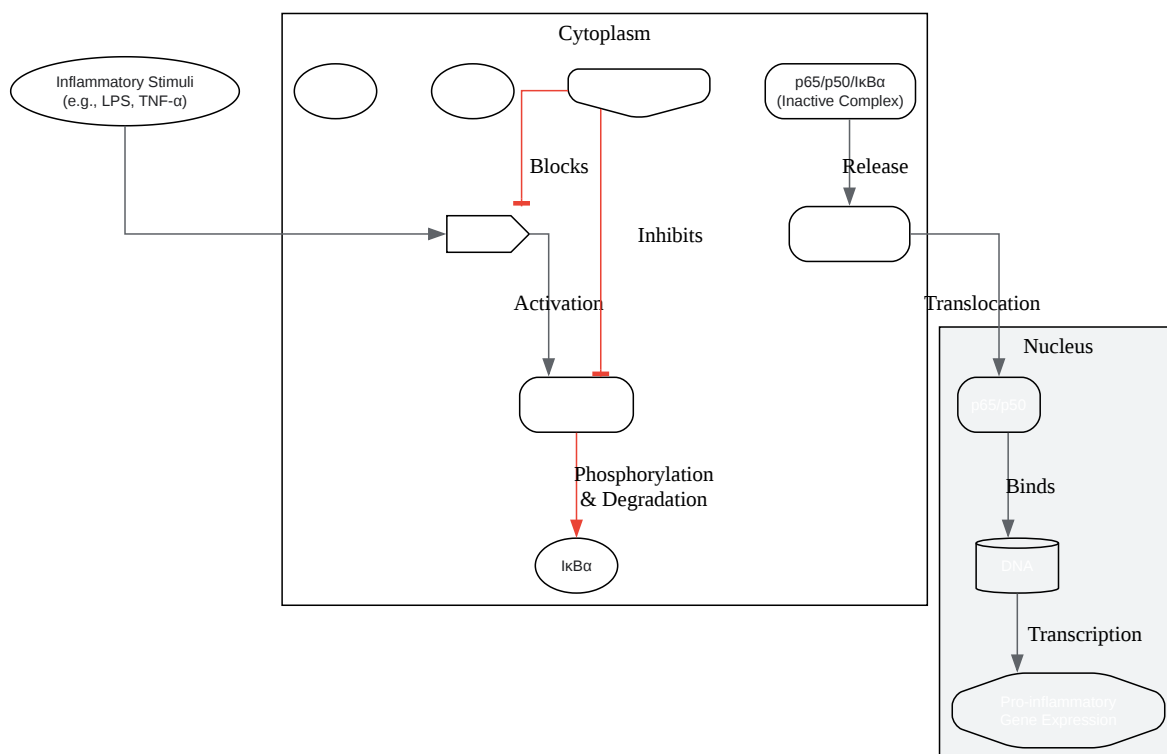 Cytoplasm
Inflammatory Stimuli
(e.g., LPS, TNF-α)
p65/p50/IκBα
(Inactive Complex)
Blocks
Release
Inhibits
Activation
Translocation
Nucleus
p65/p50
Phosphorylation
& Degradation
Binds
IκBα
DNA
Transcription
Pro-inflammatory
Gene Expression